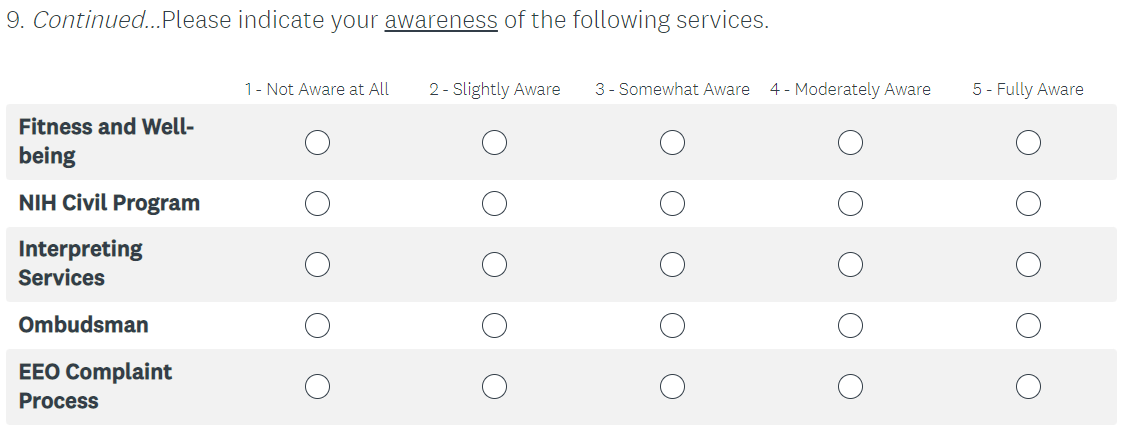 9. Continued...Please indicate your awareness of the following services.
1 - Not Aware at All 2 - Slightly Aware 3 - Somewhat Aware 4 - Moderately Aware 5 - Fully Aware
Fitness and Well-
being
NIH Civil Program
Interpreting
Services
Ombudsman
EEO Complaint
Process